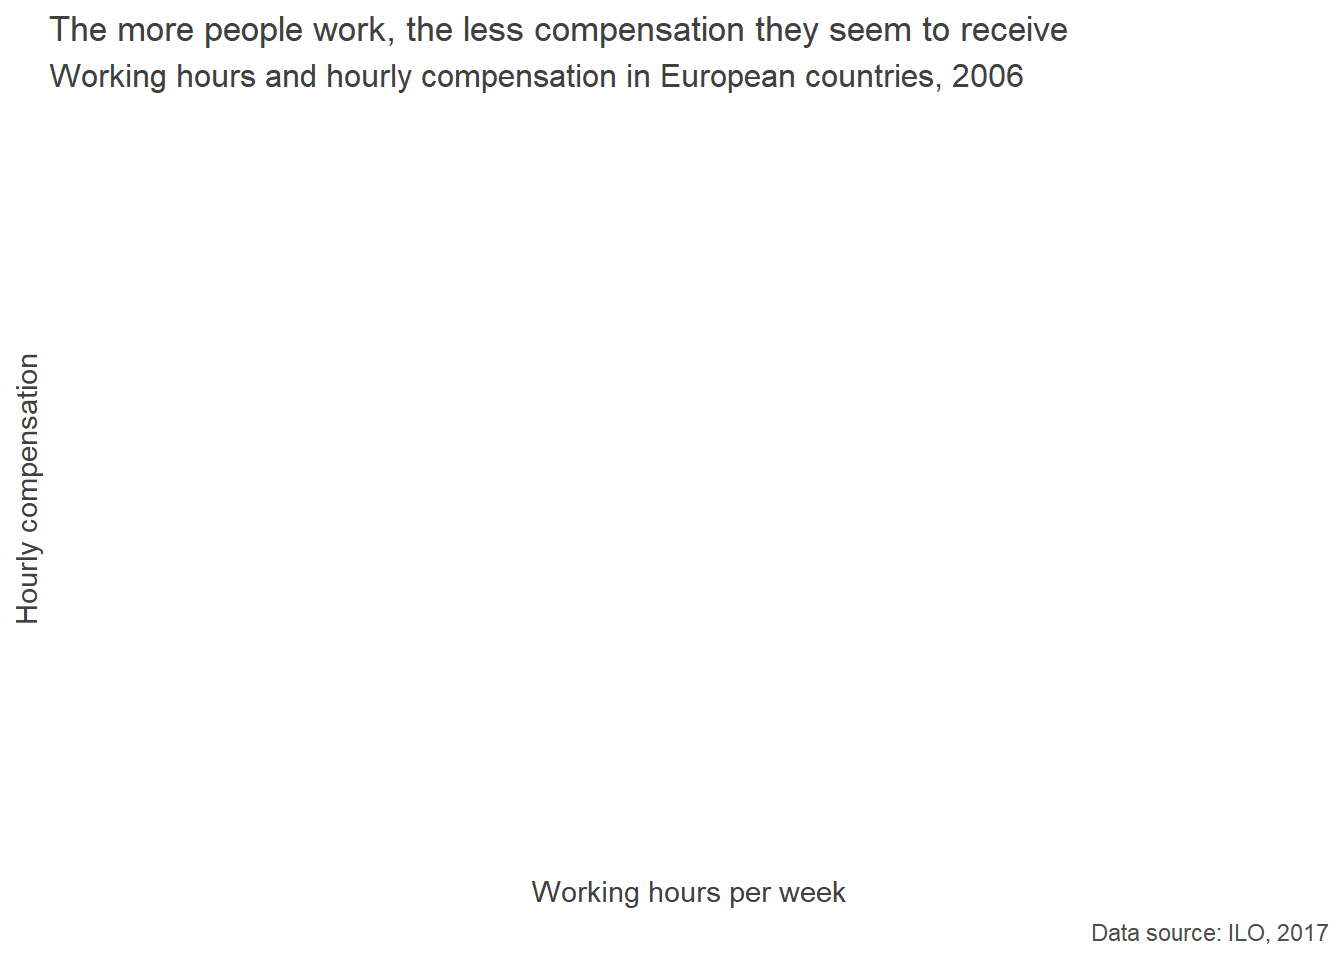 The more people work, the less compensation they seem to receive
Working hours and hourly compensation in European countries, 2006
Hourly compensation
Working hours per week
Data source: ILO, 2017